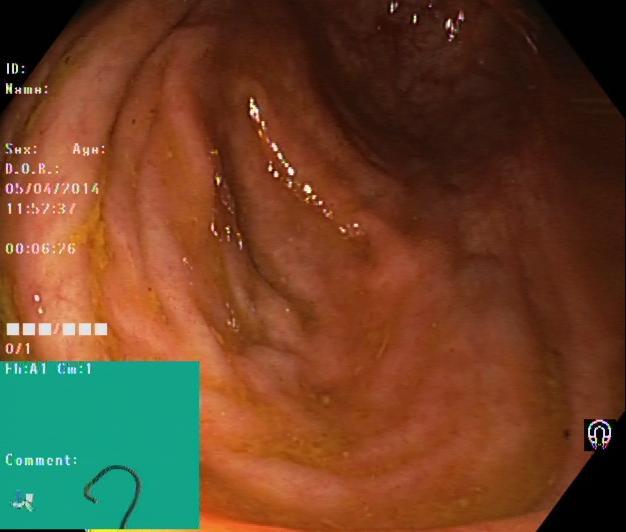 ID:
Name:
Sex: Age:
D.O.B.:
05/04/2014
11:52:37
00:06:26
0/1
Eh:A1 Cm:1
Comment: